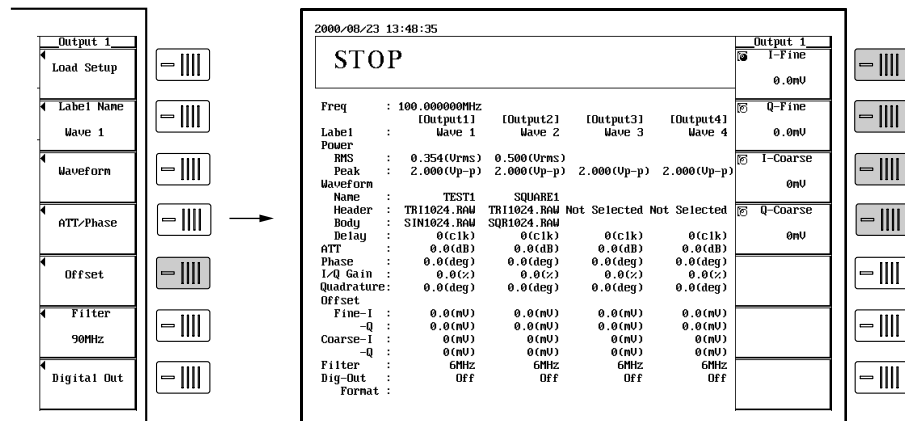 Output 1
Load Setup
Label Name
Wave 1
Waveform
ATT/Phase
Offset
Filter
90MHz
Digital Out
2000/08/23 13:48:35
STOP
Freq : 100.000000MHz
[Output1] [Output2] [Output3] [Output4]
Label : Wave 1 Wave 2 Wave 3 Wave 4
Power
RMS : 0.354(Vrms) 0.500(Vrms)
Peak : 2.000(Vp-p) 2.000(Vp-p) 2.000(Vp-p) 2.000(Vp-p)
Waveform
Name : TEST1 SQUARE1
Header : TRI1024.RAW TRI1024.RAW Not Selected Not Selected
Body : SIN1024.RAW SQR1024.RAW
Delay : 0(clk) 0(clk) 0(clk) 0(clk)
ATT : 0.0(dB) 0.0(dB) 0.0(dB) 0.0(dB)
Phase : 0.0(deg) 0.0(deg) 0.0(deg) 0.0(deg)
I/Q Gain : 0.0(%) 0.0(%) 0.0(%) 0.0(%)
Quadrature: 0.0(deg) 0.0(deg) 0.0(deg) 0.0(deg)
Offset
Fine-I : 0.0(mV) 0.0(mV) 0.0(mV) 0.0(mV)
-Q : 0.0(mV) 0.0(mV) 0.0(mV) 0.0(mV)
Coarse-I : 0(mV) 0(mV) 0(mV) 0(mV)
-Q : 0(mV) 0(mV) 0(mV) 0(mV)
Filter : 6MHz 6MHz 6MHz 6MHz
Dig-Out : Off Off Off Off
Format :
Output 1
I-Fine
0.0mV
Q-Fine
0.0mV
I-Coarse
0mV
Q-Coarse
0mV